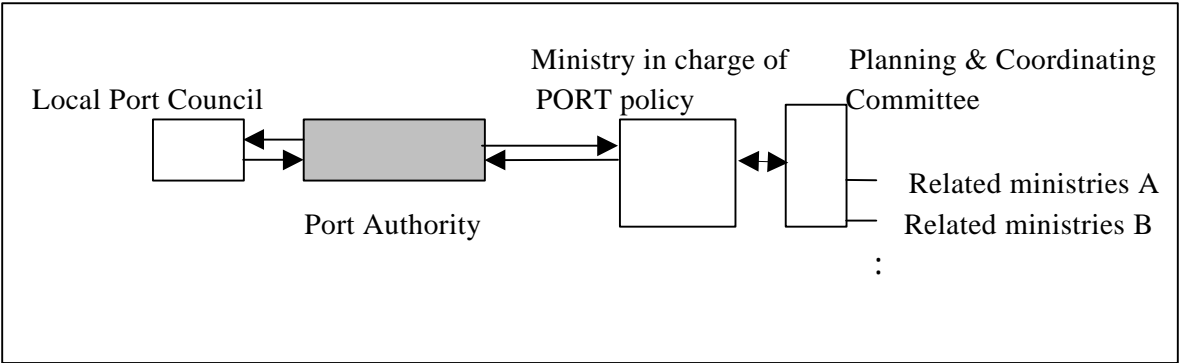 Local Port Council
Port Authority
Ministry in charge of
PORT policy
Planning & Coordinating
Committee
Related ministries A
Related ministries B
: